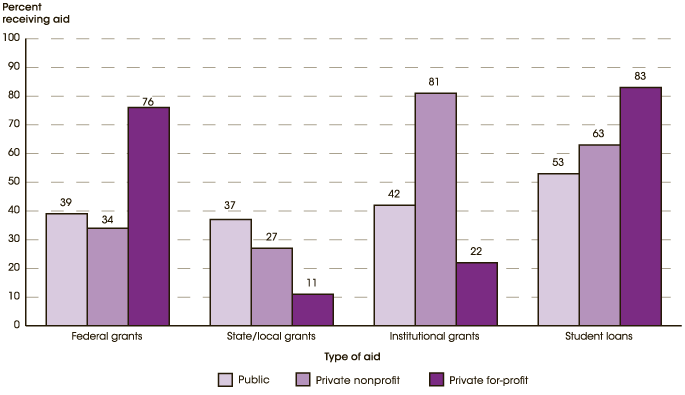 Percent
receiving aid
100
90
80
70
60
50
40
30
20
10
0
39
34
76
37
27
11
42
81
22
53
63
83
Federal grants
State/local grants
Institutional grants
Student loans
Type of aid
Public
Private nonprofit
Private for-profit